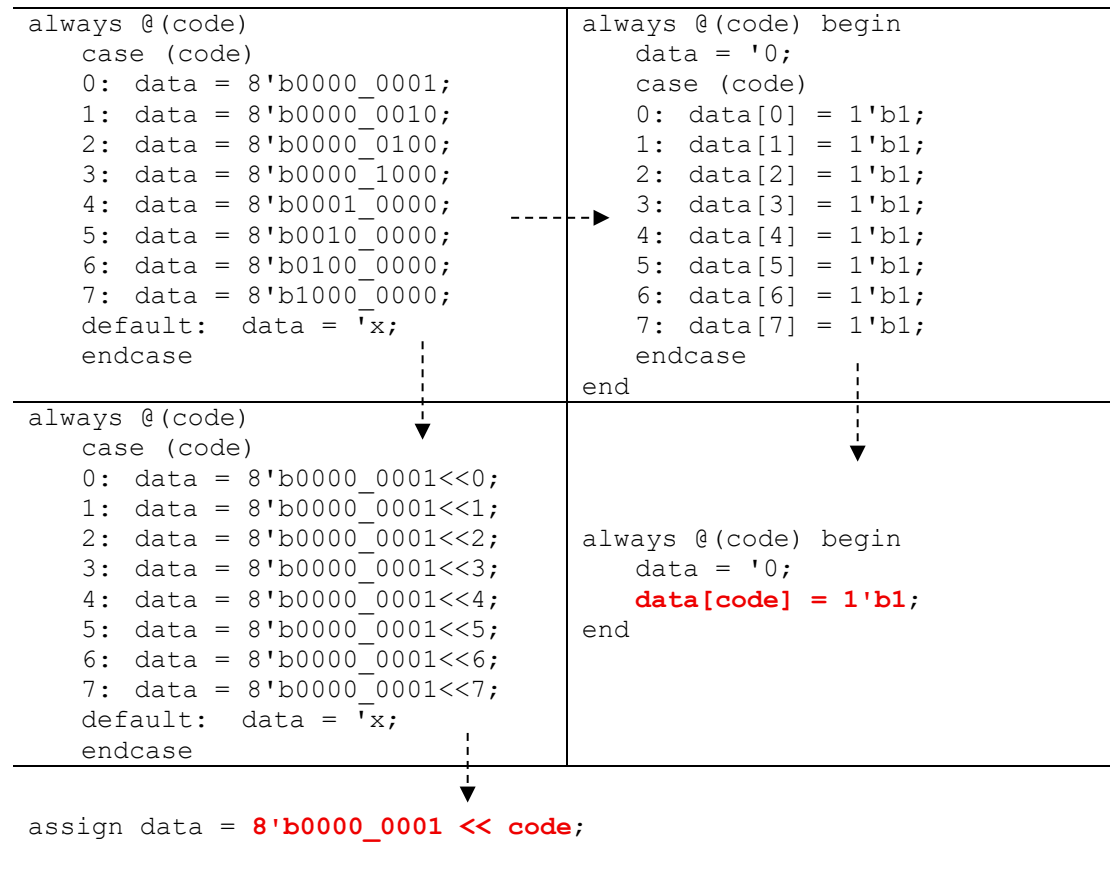 always @(code)
   case (code)
   0: data = 8'b0000_0001;
   1: data = 8'b0000_0010;
   2: data = 8'b0000_0100;
   3: data = 8'b0000_1000;
   4: data = 8'b0001_0000;
   5: data = 8'b0010_0000;
   6: data = 8'b0100_0000;
   7: data = 8'b1000_0000;
   default:  data = 'x;
   endcase
always @(code) begin
   data = '0;
   case (code)
   0: data[0] = 1'b1;
   1: data[1] = 1'b1;
   2: data[2] = 1'b1;
   3: data[3] = 1'b1;
   4: data[4] = 1'b1;
   5: data[5] = 1'b1;
   6: data[6] = 1'b1;
   7: data[7] = 1'b1;
   endcase
end
always @(code)
   case (code)
   0: data = 8'b0000_0001<<0;
   1: data = 8'b0000_0001<<1;
   2: data = 8'b0000_0001<<2;
   3: data = 8'b0000_0001<<3;
   4: data = 8'b0000_0001<<4;
   5: data = 8'b0000_0001<<5;
   6: data = 8'b0000_0001<<6;
   7: data = 8'b0000_0001<<7;
   default:  data = 'x;
   endcase
always @(code) begin
   data = '0;
   data[code] = 1'b1;
end
assign data = 8'b0000_0001 << code;